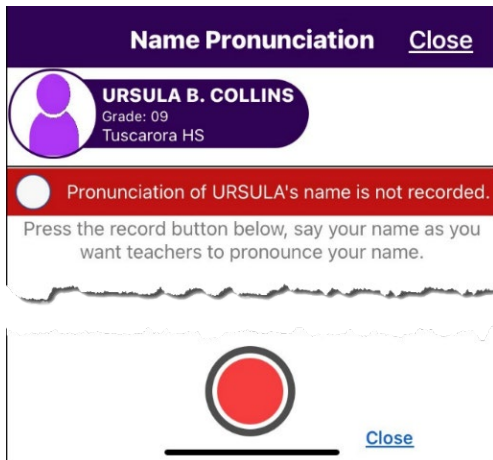 Name Pronunciation Close
URSULA B. COLLINS
Grade: 09
Tuscarora HS
Pronunciation of URSULA's name is not recorded.
Press the record button below, say your name as you
want teachers to pronounce your name.
Close